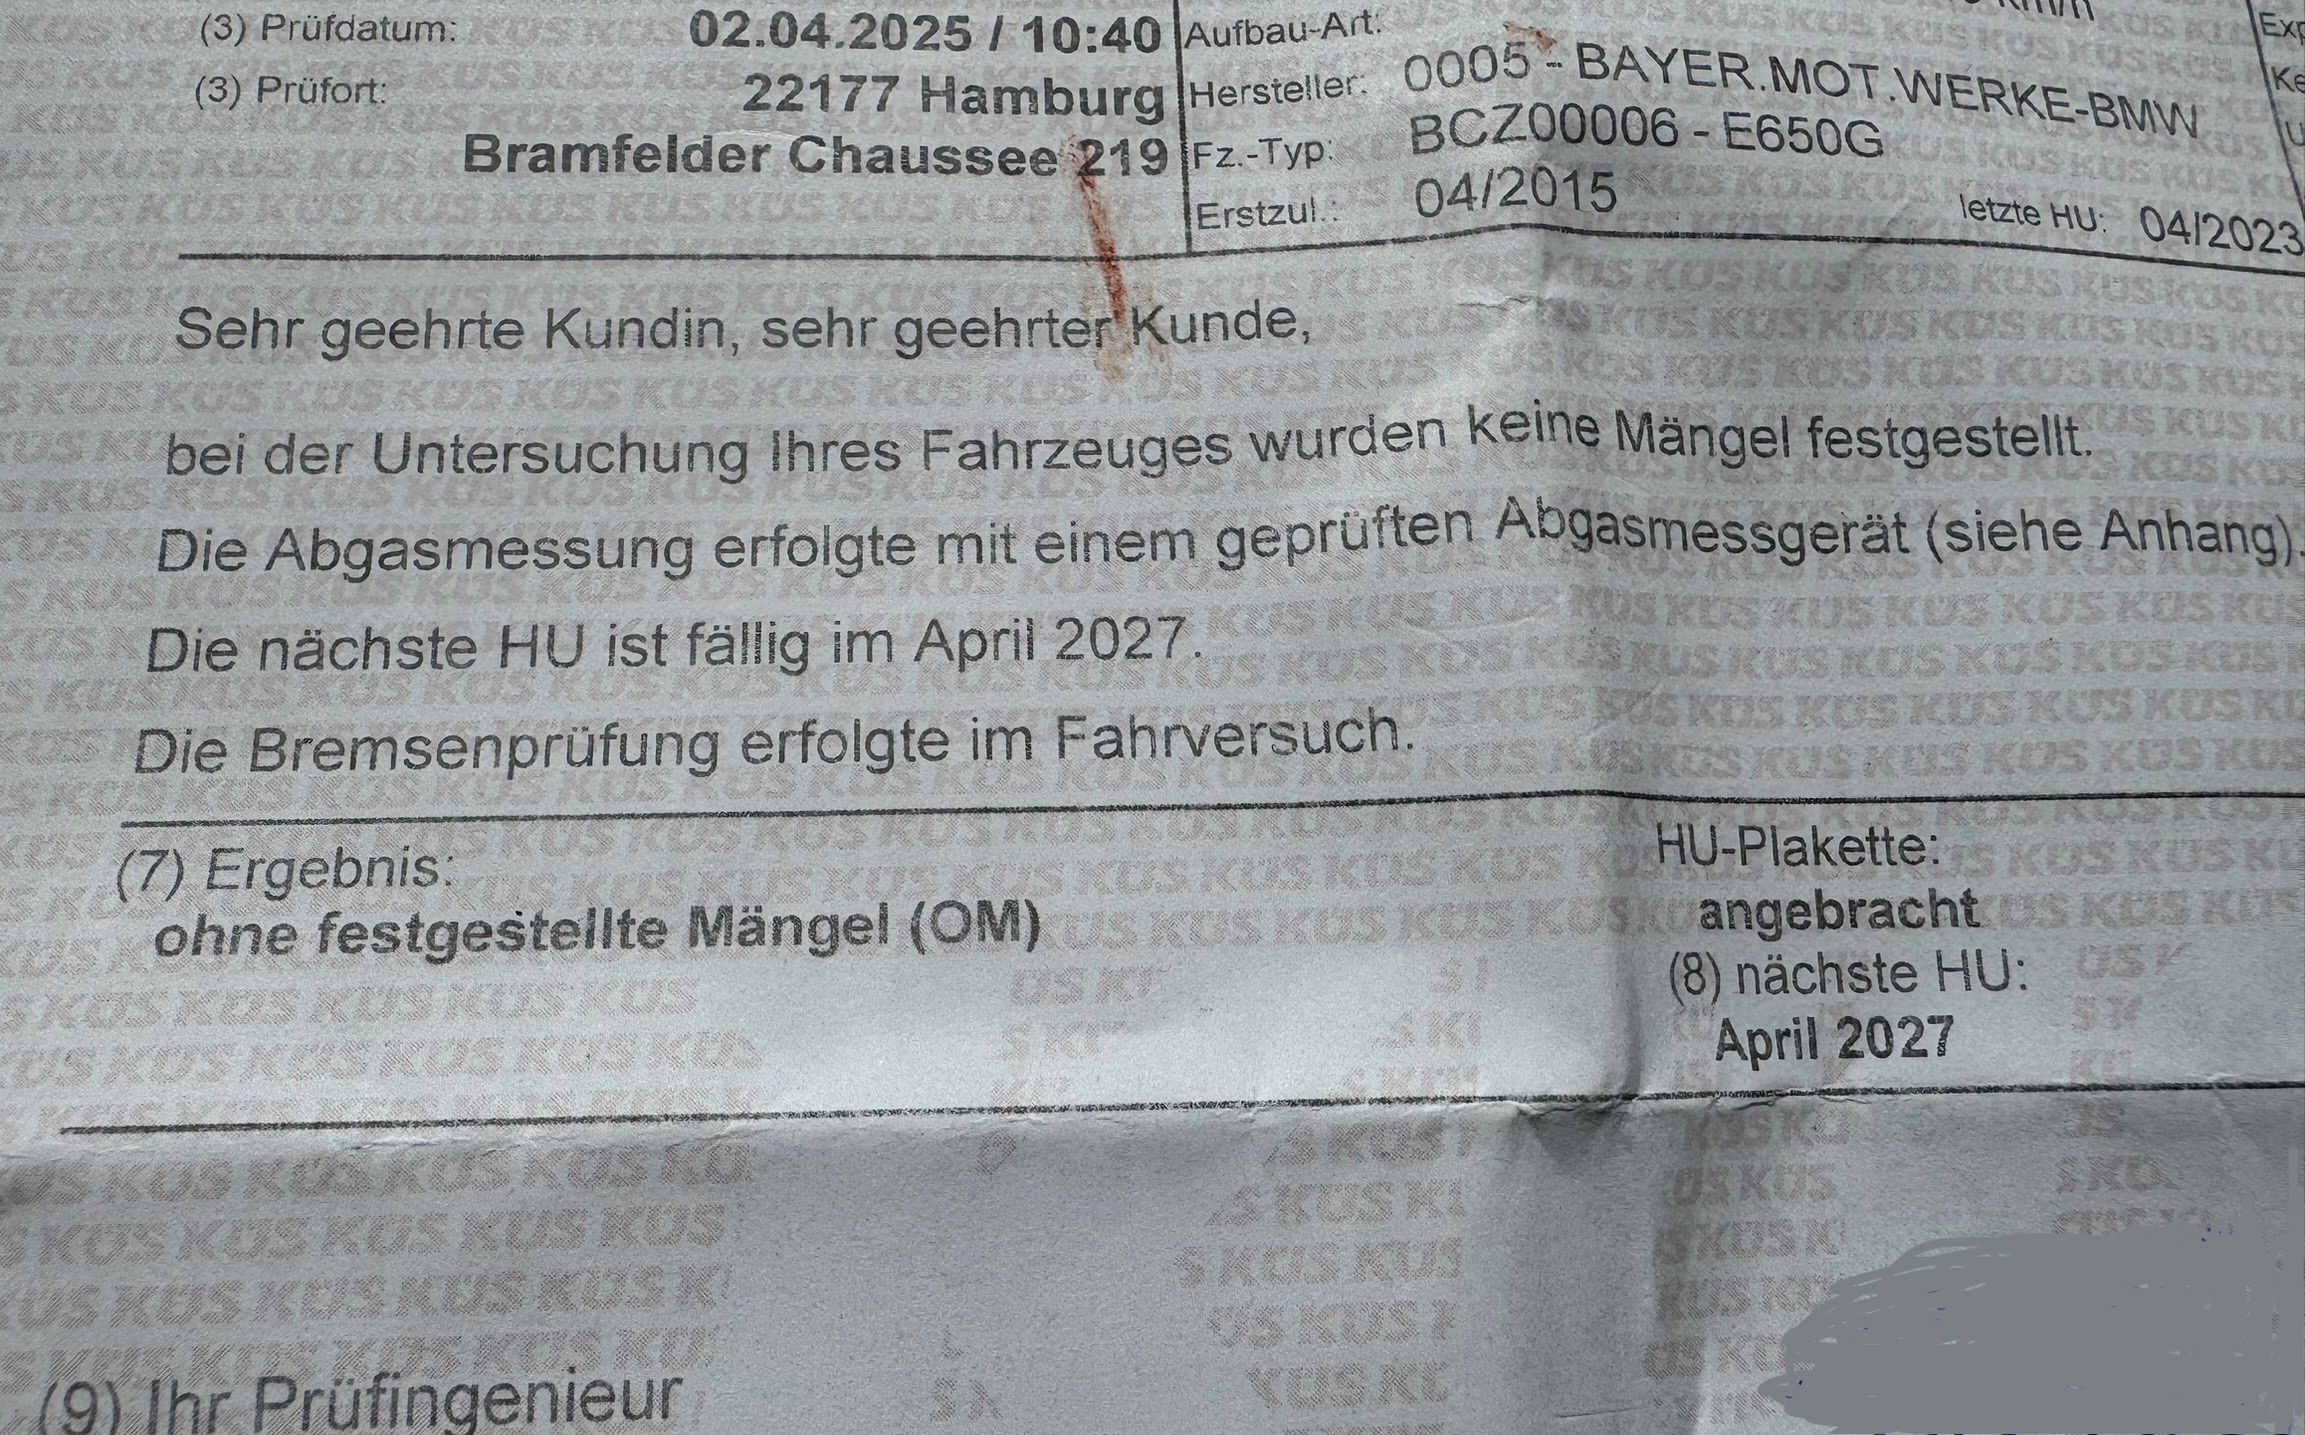 (3) Prüfdatum: 02.04.2025 / 10:40
(3) Prüfort: 22177 Hamburg
Bramfelder Chaussee 219
km/h
Aufbau-Art:
Hersteller: 0005 - BAYER.MOT.WERKE-BMW
Fz.-Typ: BCZ00006 - E650G
Erstzul.: 04/2015 letzte HU: 04/2023
Sehr geehrte Kundin, sehr geehrter Kunde,
bei der Untersuchung Ihres Fahrzeuges wurden keine Mängel festgestellt.
Die Abgasmessung erfolgte mit einem geprüften Abgasmessgerät (siehe Anhang).
Die nächste HU ist fällig im April 2027.
Die Bremsenprüfung erfolgte im Fahrversuch.
(7) Ergebnis:
ohne festgestellte Mängel (OM)
HU-Plakette:
angebracht
(8) nächste HU:
April 2027
(9) Ihr Prüfingenieur